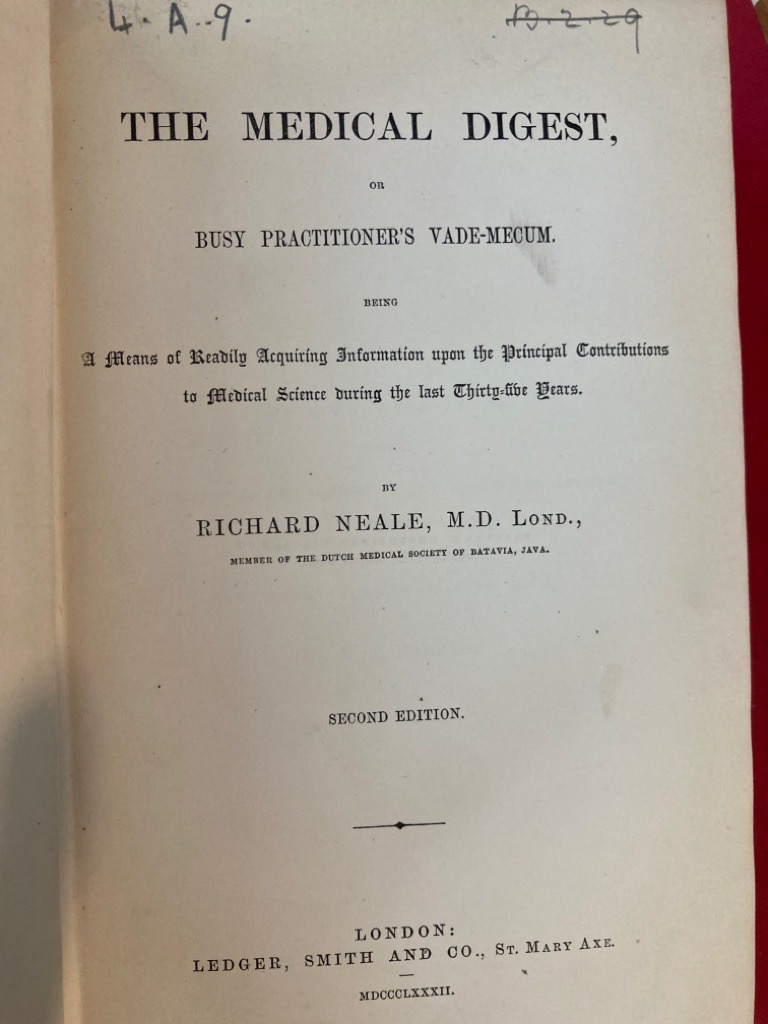 4. A. 9.
B.2.29
THE MEDICAL DIGEST,
OR
BUSY PRACTITIONER'S VADE-MECUM.
BEING
A Means of Readily Acquiring Information upon the Principal Contributions
to Medical Science during the last Thirty-five Years.
BY
RICHARD NEALE, M.D. LOND.,
MEMBER OF THE DUTCH MEDICAL SOCIETY OF BATAVIA, JAVA.
SECOND EDITION.
LONDON:
LEDGER, SMITH AND CO., ST. MARY AXE.
MDCCCLXXXII.